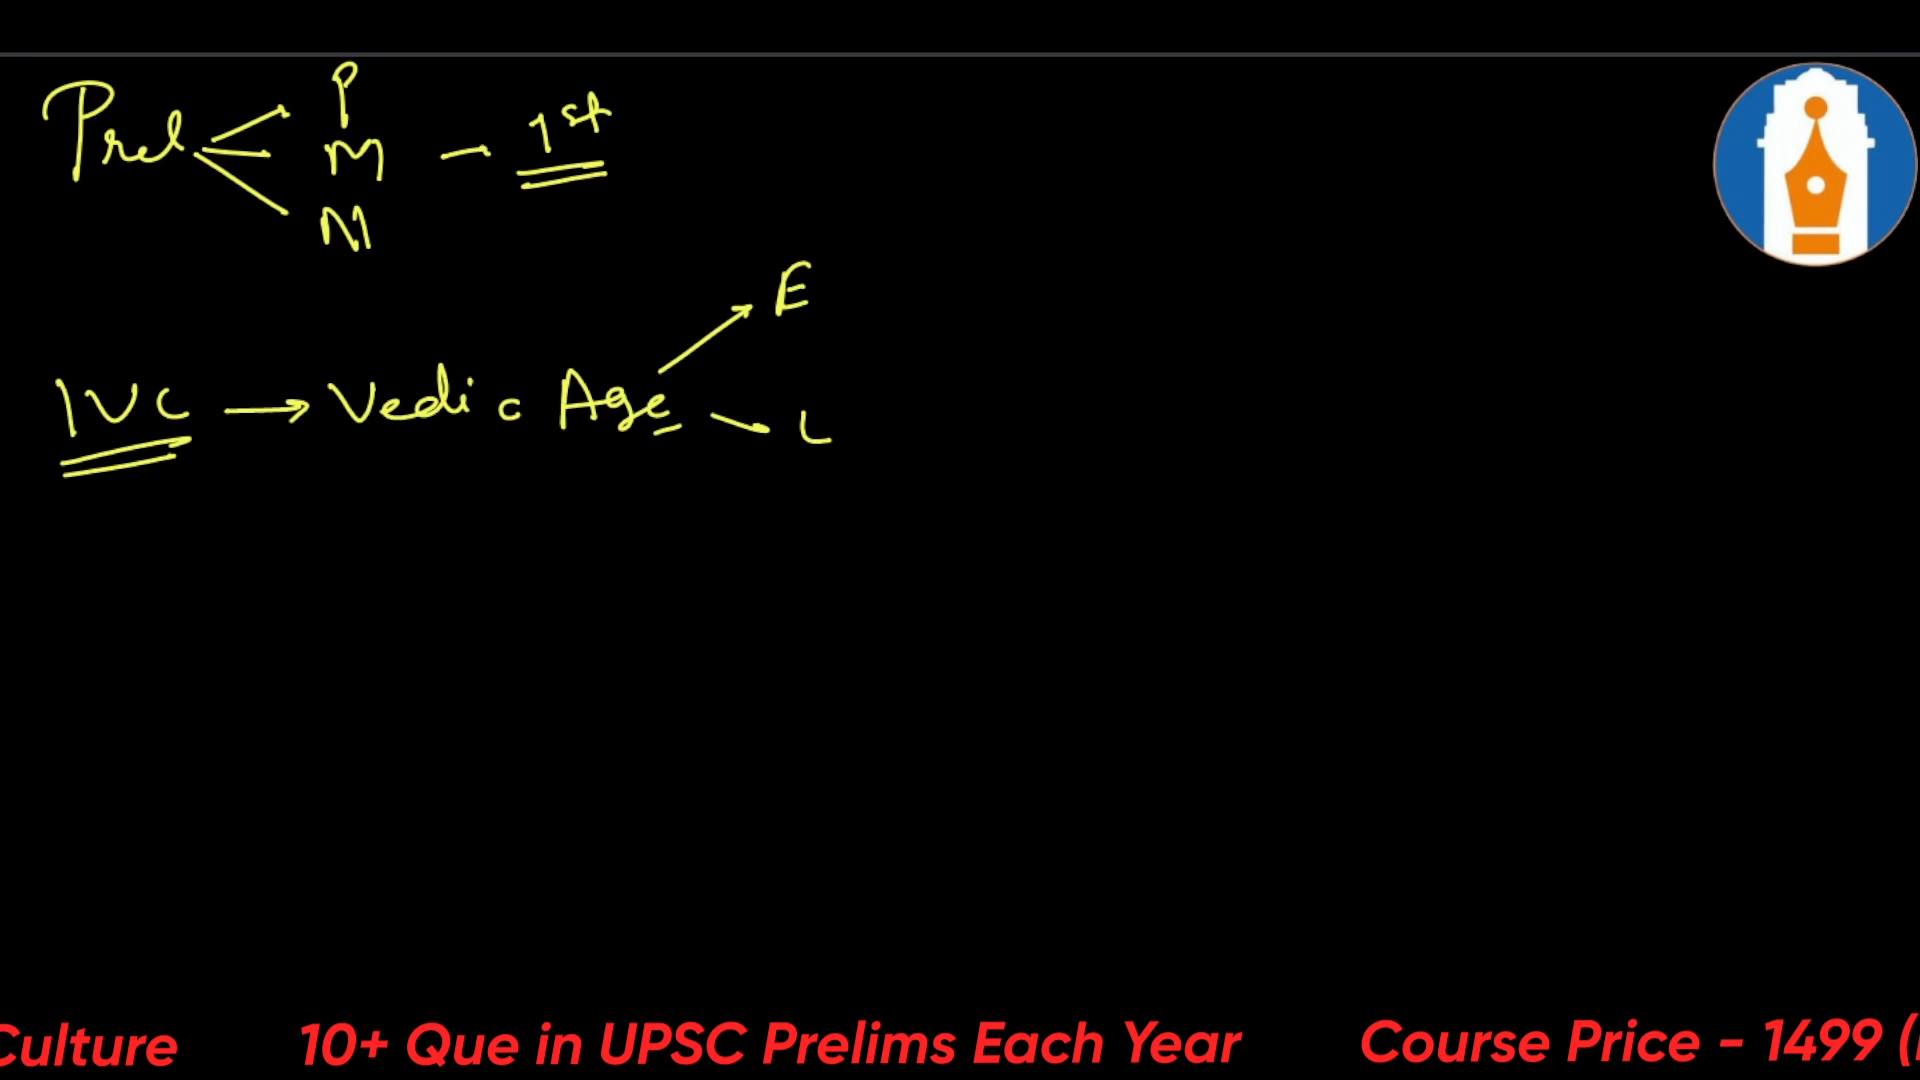 P
Prel M - 1st
M
E
IVC → Vedic Age
L
Culture 10+ Que in UPSC Prelims Each Year Course Price - 1499 (